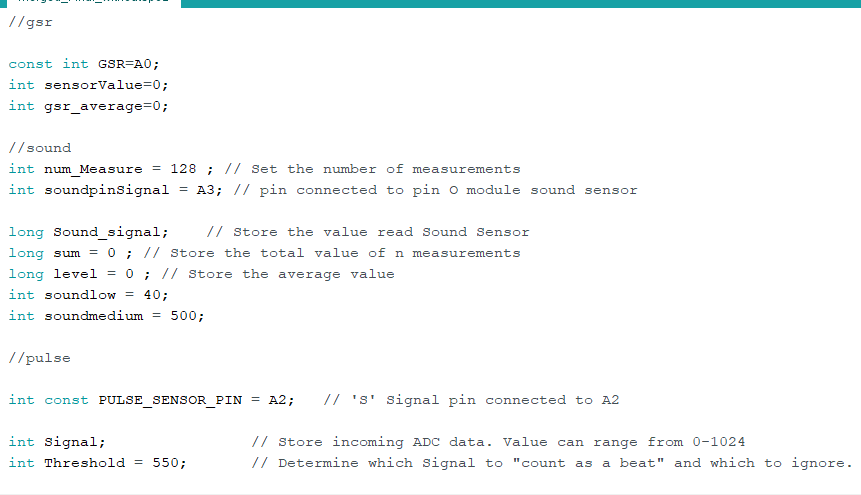 //gsr
const int GSR=A0;
int sensorValue=0;
int gsr_average=0;
//sound
int num_Measure = 128 ; // Set the number of measurements
int soundpinSignal = A3; // pin connected to pin O module sound sensor
long Sound_signal;    // Store the value read Sound Sensor
long sum = 0 ; // Store the total value of n measurements
long level = 0 ; // Store the average value
int soundlow = 40;
int soundmedium = 500;
//pulse
int const PULSE_SENSOR_PIN = A2;   // 'S' Signal pin connected to A2
int Signal;                // Store incoming ADC data. Value can range from 0-1024
int Threshold = 550;       // Determine which Signal to "count as a beat" and which to ignore.